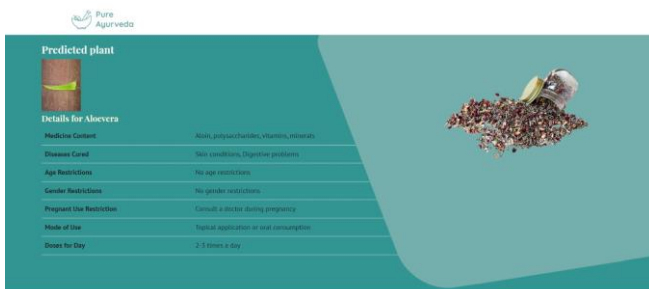 Pure
Ayurveda
Predicted plant
Details for Aloevera
Medicine Content Aloin, polysaccharides, vitamins, minerals
Diseases Cured Skin conditions, Digestive problems
Age Restrictions No age restrictions
Gender Restrictions No gender restrictions
Pregnant Use Restriction Consult a doctor during pregnancy
Mode of Use Topical application or oral consumption
Doses for Day 2-3 times a day